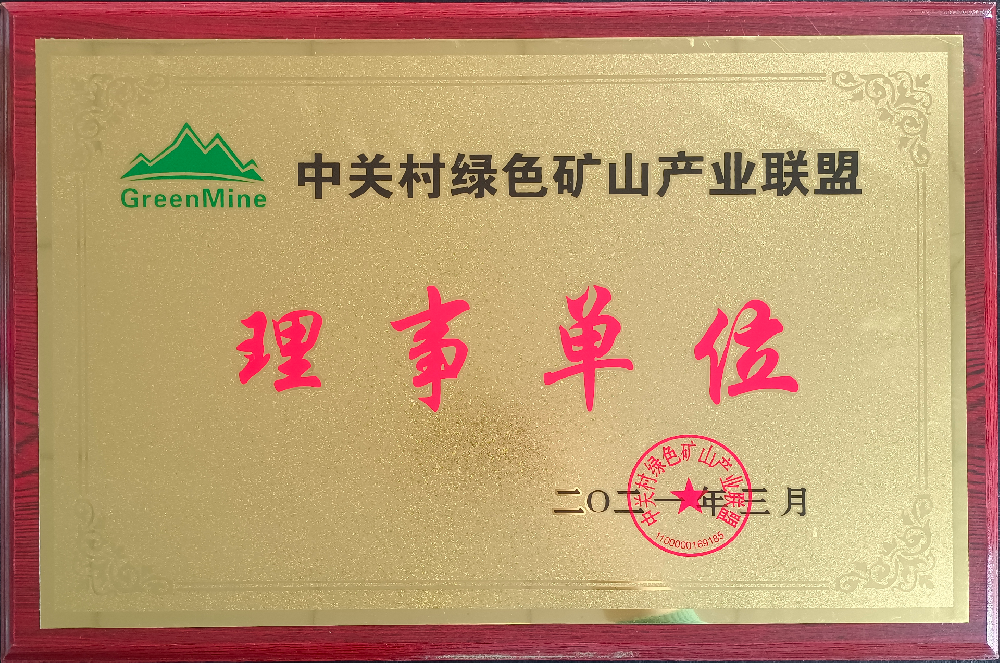 GreenMine
中关村绿色矿山产业联盟
理事单位
二〇二一年三月
中关村绿色矿山产业联盟
1109000169185